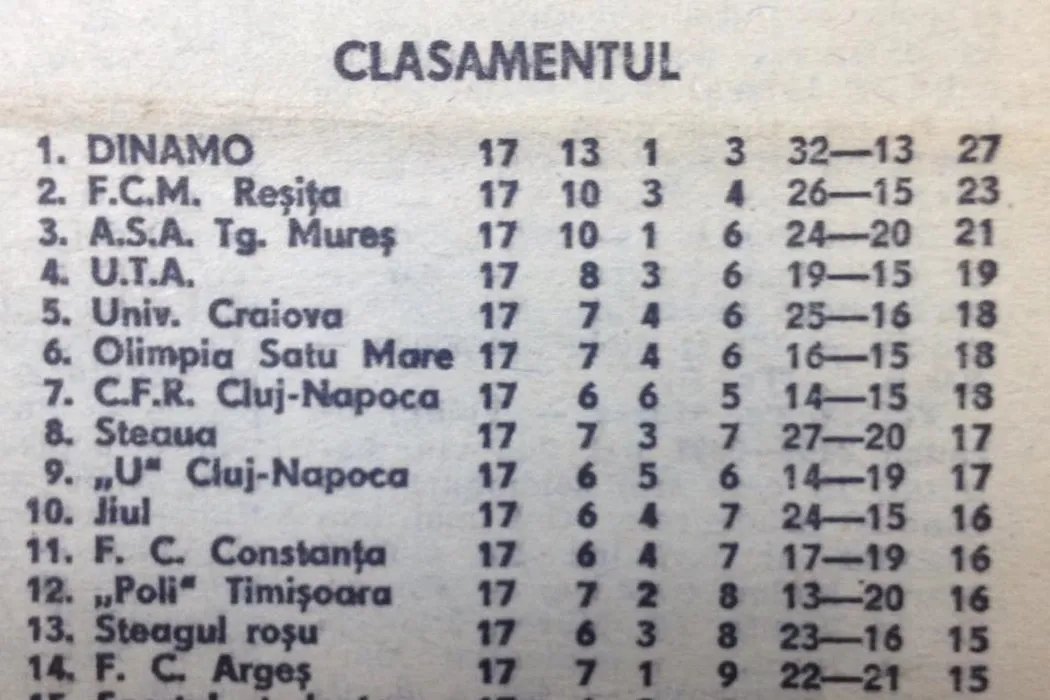 CLASAMENTUL
1. DINAMO 17 13 1 3 32—13 27
2. F.C.M. Reșița 17 10 3 4 26—15 23
3. A.S.A. Tg. Mureș 17 10 1 6 24—20 21
4. U.T.A. 17 8 3 6 19—15 19
5. Univ. Craiova 17 7 4 6 25—16 18
6. Olimpia Satu Mare 17 7 4 6 16—15 18
7. C.F.R. Cluj-Napoca 17 6 6 5 14—15 18
8. Steaua 17 7 3 7 27—20 17
9. „U“ Cluj-Napoca 17 6 5 6 14—19 17
10. Jiul 17 6 4 7 24—15 16
11. F. C. Constanța 17 6 4 7 17—19 16
12. „Poli“ Timișoara 17 7 2 8 13—20 16
13. Steagul roșu 17 6 3 8 23—16 15
14. F. C. Argeș 17 7 1 9 22—21 15